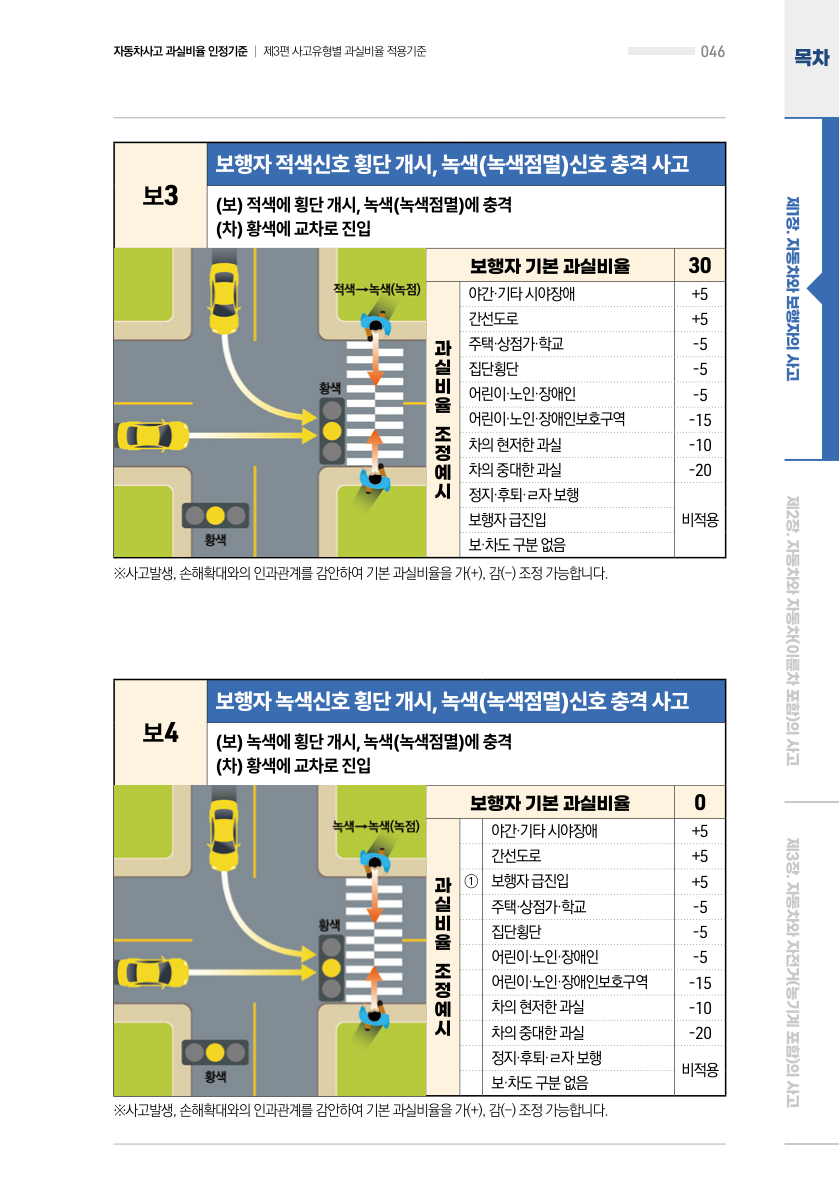 자동차사고 과실비율 인정기준 | 제3편 사고유형별 과실비율 적용기준
046
목차
제1장. 자동차와 보행자의 사고
제2장. 자동차와 자동차(이륜차 포함)의 사고
제3장. 자동차와 자전거(농기계 포함)의 사고
보3
보행자 적색신호 횡단 개시, 녹색(녹색점멸)신호 충격 사고
(보) 적색에 횡단 개시, 녹색(녹색점멸)에 충격
(차) 황색에 교차로 진입
적색→녹색(녹점)
황색
황색
보행자 기본 과실비율 30
과실비율 조정예시
야간·기타 시야장애 +5
간선도로 +5
주택·상점가·학교 -5
집단횡단 -5
어린이·노인·장애인 -5
어린이·노인·장애인보호구역 -15
차의 현저한 과실 -10
차의 중대한 과실 -20
정지·후퇴·ㄹ자 보행
보행자 급진입 비적용
보·차도 구분 없음
※사고발생, 손해확대와의 인과관계를 감안하여 기본 과실비율을 가(+), 감(-) 조정 가능합니다.
보4
보행자 녹색신호 횡단 개시, 녹색(녹색점멸)신호 충격 사고
(보) 녹색에 횡단 개시, 녹색(녹색점멸)에 충격
(차) 황색에 교차로 진입
녹색→녹색(녹점)
황색
황색
보행자 기본 과실비율 0
과실비율 조정예시
야간·기타 시야장애 +5
간선도로 +5
① 보행자 급진입 +5
주택·상점가·학교 -5
집단횡단 -5
어린이·노인·장애인 -5
어린이·노인·장애인보호구역 -15
차의 현저한 과실 -10
차의 중대한 과실 -20
정지·후퇴·ㄹ자 보행 비적용
보·차도 구분 없음
※사고발생, 손해확대와의 인과관계를 감안하여 기본 과실비율을 가(+), 감(-) 조정 가능합니다.